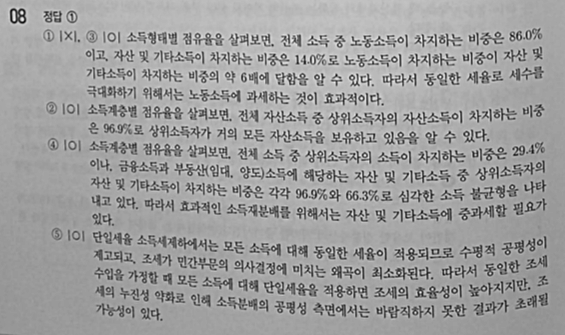 08 정답 ①
① |×|, ③ |○| 소득형태별 점유율을 살펴보면, 전체 소득 중 노동소득이 차지하는 비중은 86.0%
이고, 자산 및 기타소득이 차지하는 비중은 14.0%로 노동소득이 차지하는 비중이 자산 및
기타소득이 차지하는 비중의 약 6배에 달함을 알 수 있다. 따라서 동일한 세율로 세수를
극대화하기 위해서는 노동소득에 과세하는 것이 효과적이다.
② |○| 소득계층별 점유율을 살펴보면, 전체 자산소득 중 상위소득자의 자산소득이 차지하는 비중
은 96.9%로 상위소득자가 거의 모든 자산소득을 보유하고 있음을 알 수 있다.
④ |○| 소득계층별 점유율을 살펴보면, 전체 소득 중 상위소득자의 소득이 차지하는 비중은 29.4%
이나, 금융소득과 부동산(임대, 양도)소득에 해당하는 자산 및 기타소득 중 상위소득자의
자산 및 기타소득이 차지하는 비중은 각각 96.9%와 66.3%로 심각한 소득 불균형을 나타
내고 있다. 따라서 효과적인 소득재분배를 위해서는 자산 및 기타소득에 중과세할 필요가
있다.
⑤ |○| 단일세율 소득세제하에서는 모든 소득에 대해 동일한 세율이 적용되므로 수평적 공평성이
제고되고, 조세가 민간부문의 의사결정에 미치는 왜곡이 최소화된다. 따라서 동일한 조세
수입을 가정할 때 모든 소득에 대해 단일세율을 적용하면 조세의 효율성이 높아지지만, 조
세의 누진성 약화로 인해 소득분배의 공평성 측면에서는 바람직하지 못한 결과가 초래될
가능성이 있다.